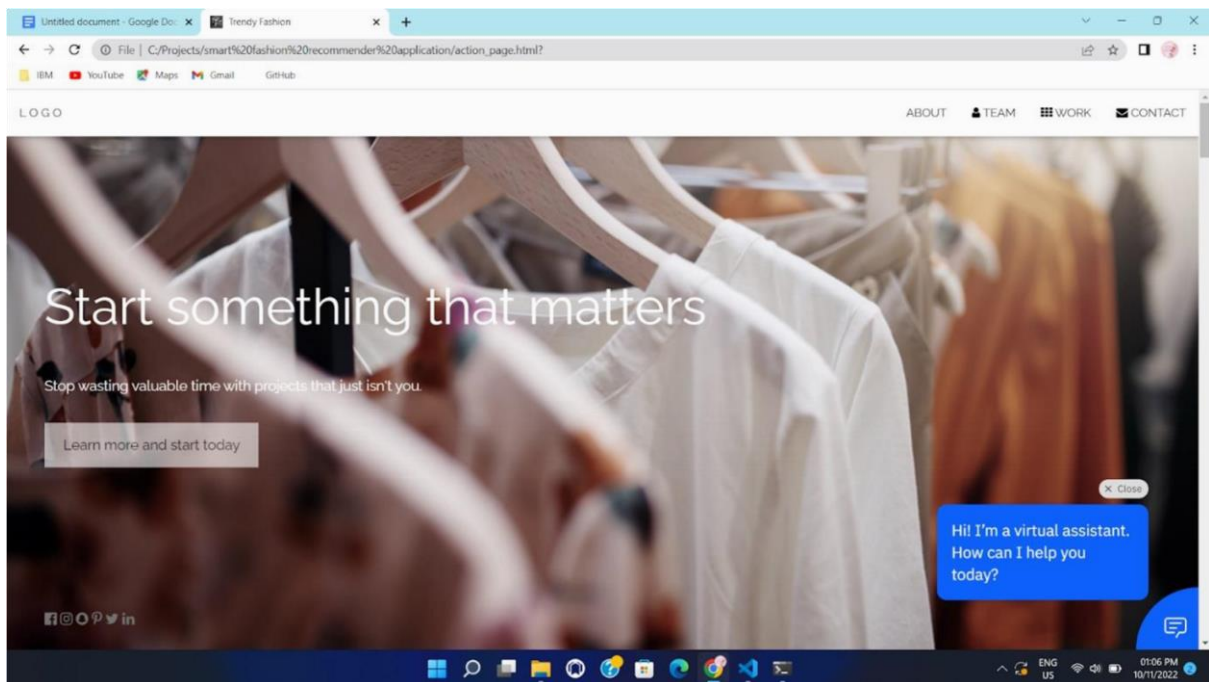 Untitled document - Google Doc
Trendy Fashion
File | C:/Projects/smart%20fashion%20recommender%20application/action_page.html?
IBM YouTube Maps Gmail GitHub
LOGO
ABOUT TEAM WORK CONTACT
Start something that matters
Stop wasting valuable time with projects that just isn't you.
Learn more and start today
× Close
Hi! I'm a virtual assistant.
How can I help you
today?
ENG
US
01:06 PM
10/11/2022
2